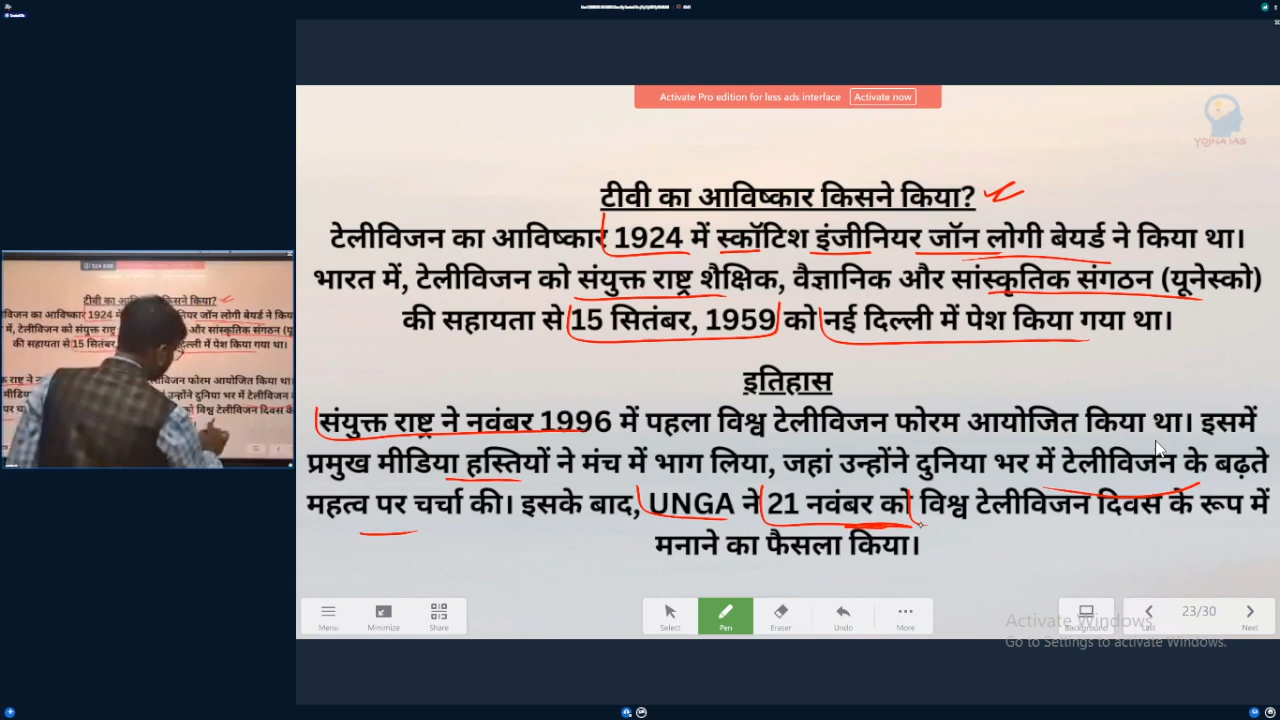 Activate Pro edition for less ads interface Activate now
YOJNA IAS
टीवी का आविष्कार किसने किया?
टेलीविजन का आविष्कार 1924 में स्कॉटिश इंजीनियर जॉन लोगी बेयर्ड ने किया था।
भारत में, टेलीविजन को संयुक्त राष्ट्र शैक्षिक, वैज्ञानिक और सांस्कृतिक संगठन (यूनेस्को)
की सहायता से 15 सितंबर, 1959 को नई दिल्ली में पेश किया गया था।
इतिहास
संयुक्त राष्ट्र ने नवंबर 1996 में पहला विश्व टेलीविजन फोरम आयोजित किया था। इसमें
प्रमुख मीडिया हस्तियों ने मंच में भाग लिया, जहां उन्होंने दुनिया भर में टेलीविजन के बढ़ते
महत्व पर चर्चा की। इसके बाद, UNGA ने 21 नवंबर को विश्व टेलीविजन दिवस के रूप में
मनाने का फैसला किया।
Menu Minimize Share Select Pen Eraser Undo More Background Last 23/30 Next
Activate Windows
Go to Settings to activate Windows.